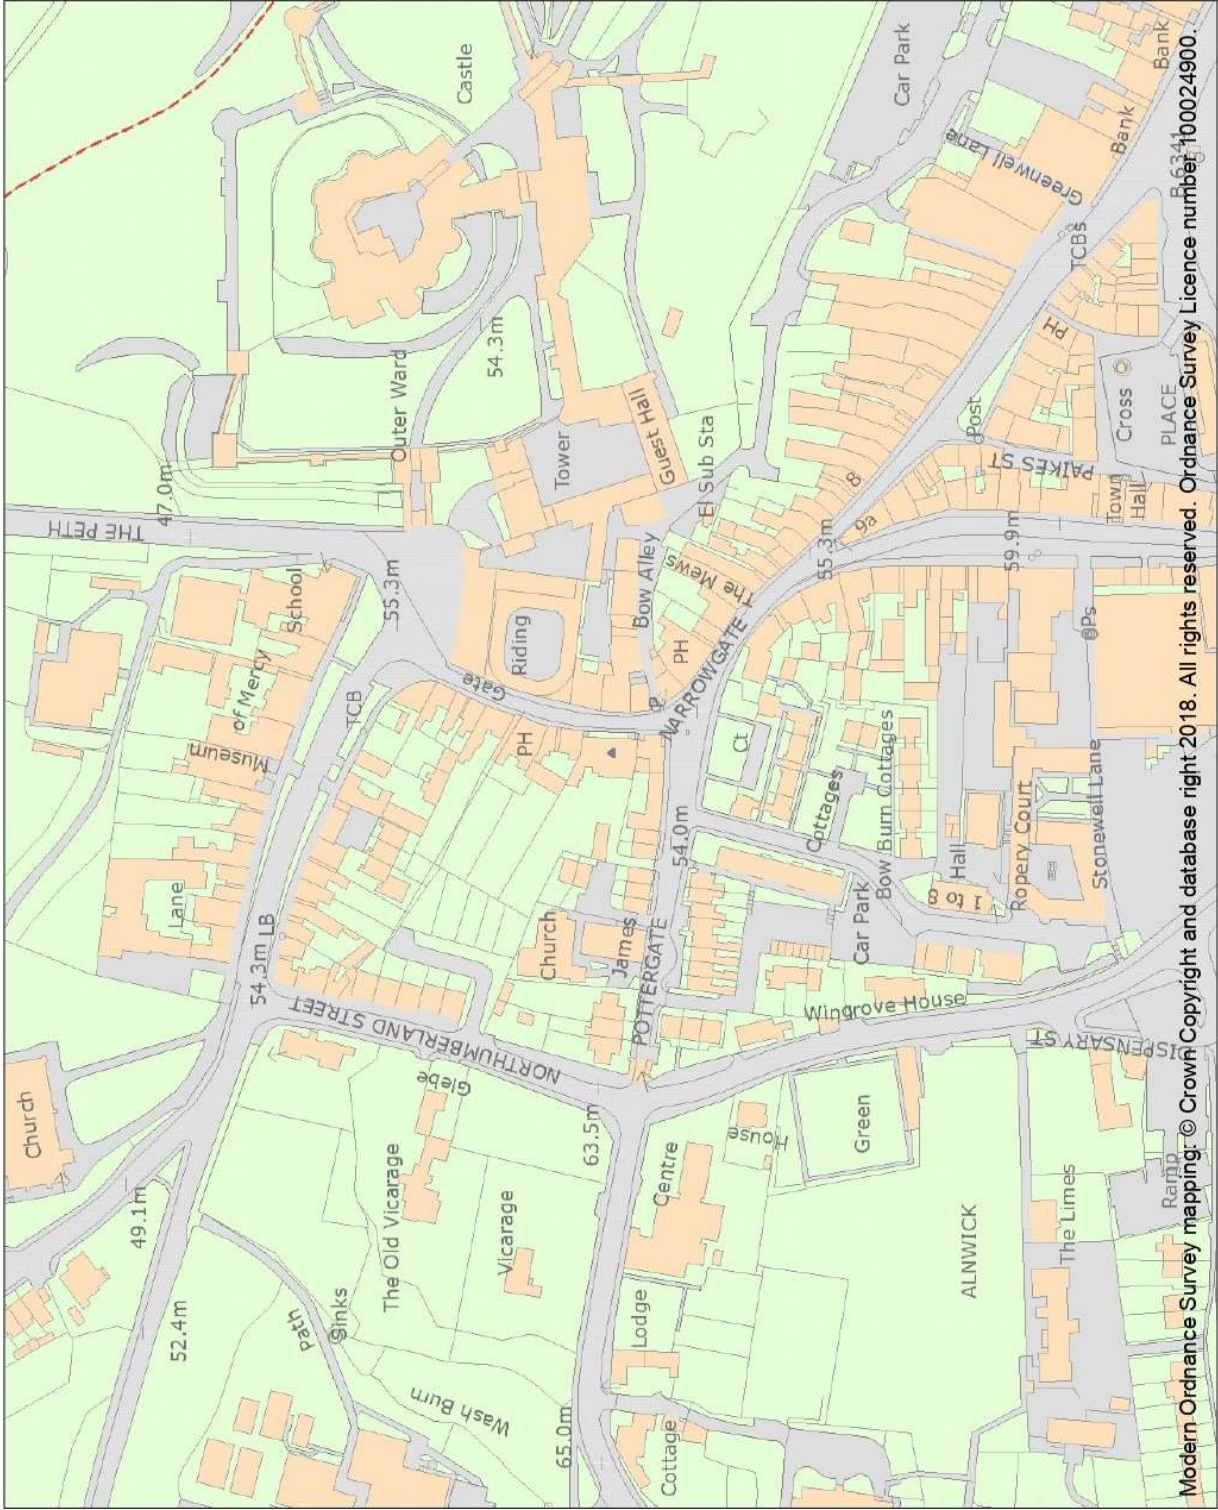 THE PETH
47.0m
Castle
Outer Ward
54.3m
Tower
Guest Hall
El Sub Sta
Car Park
Greenwell Lane
Bank
Bank
B 6341
TCBs
PH
Post
Cross
PLACE
PAIKES ST
Town
Hall
8
9a
55.3m
59.9m
The Mews
Bow Alley
PH
NARROWGATE
Riding
Gate
55.3m
School
of Mercy
Museum
TCB
PH
Lane
LB
54.3m
NORTHUMBERLAND STREET
Church
James
POTTERGATE
54.0m
Ct
Cottages
Bow Burn Cottages
Car Park
Hall
1 to 8
Ropery Court
Stonewell Lane
Ps
Wingrove House
DISPENSARY ST
Church
49.1m
52.4m
Path
Sinks
The Old Vicarage
Glebe
Vicarage
Wash Burn
63.5m
65.0m
Centre
House
Green
Lodge
Cottage
ALNWICK
The Limes
Ramp
Modern Ordnance Survey mapping: © Crown Copyright and database right 2018. All rights reserved. Ordnance Survey Licence number 100024900.